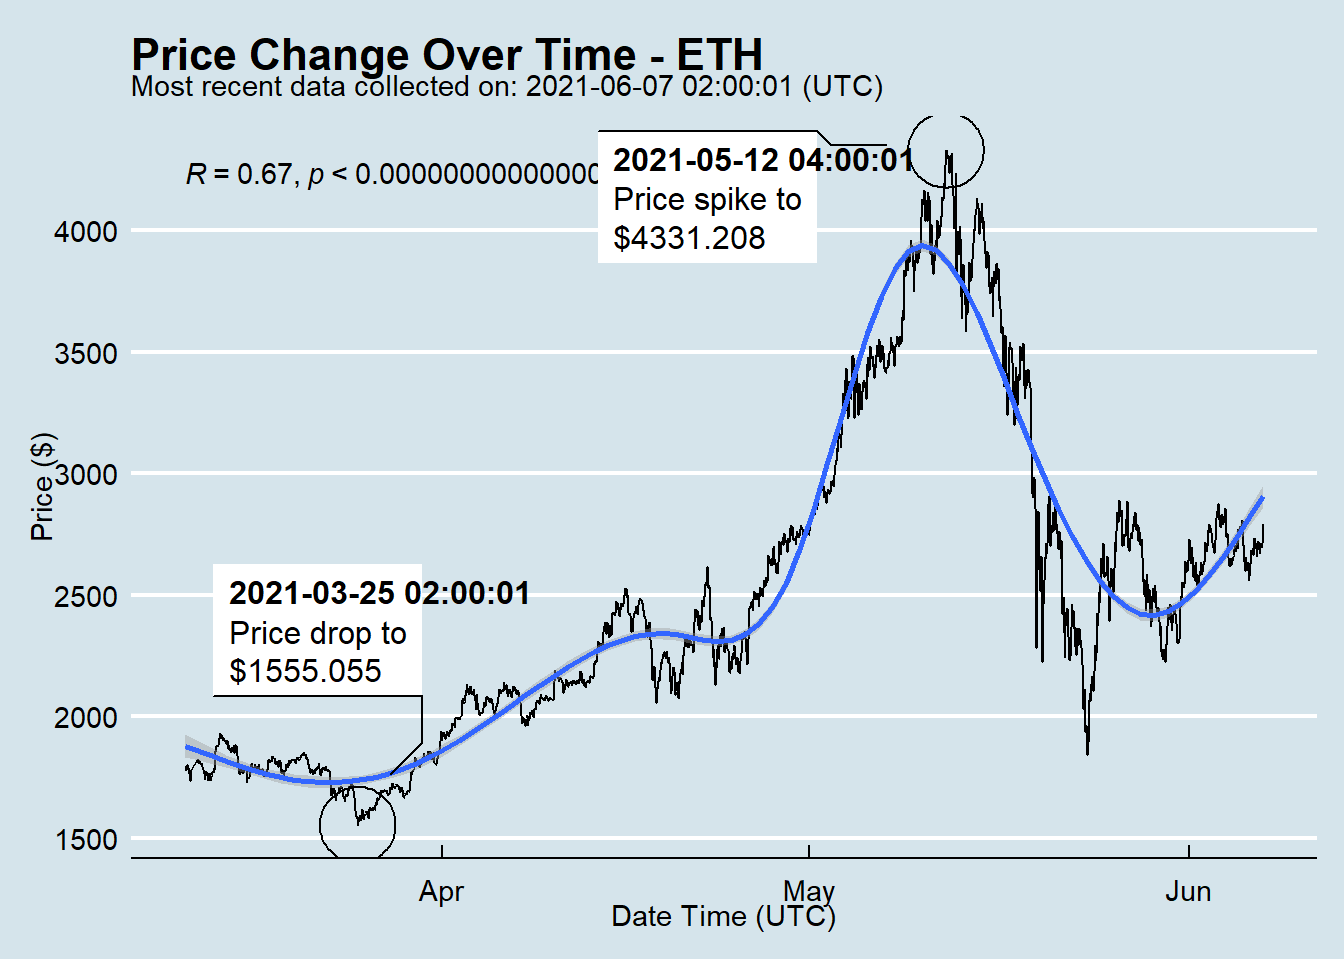 Price Change Over Time - ETH
Most recent data collected on: 2021-06-07 02:00:01 (UTC)
R = 0.67, p < 0.00000000000000
2021-05-12 04:00:01
Price spike to
$4331.208
4000
3500
3000
2500
2000
1500
Price ($)
2021-03-25 02:00:01
Price drop to
$1555.055
Apr
May
Jun
Date Time (UTC)